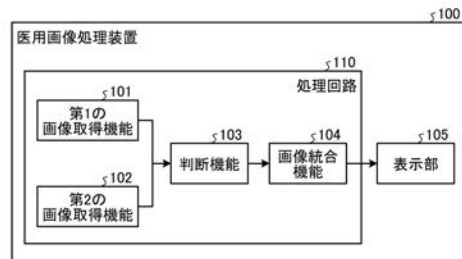 100
医用画像処理装置
110
処理回路
101
第1の
画像取得機能
103
判断機能
104
画像統合
機能
105
表示部
102
第2の
画像取得機能